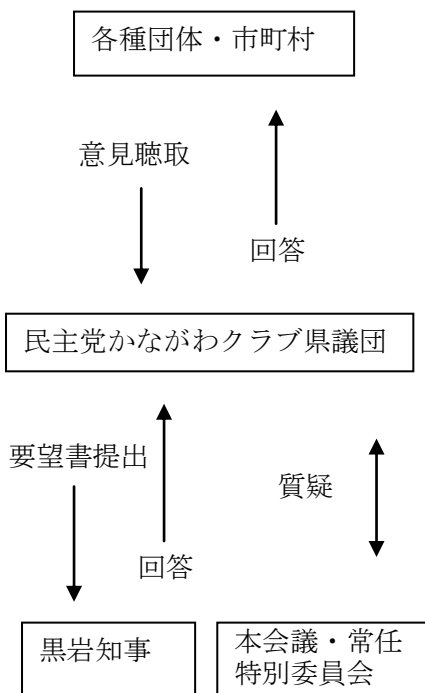 各種団体・市町村
意見聴取
回答
民主党かながわクラブ県議団
要望書提出
質疑
回答
黒岩知事
本会議・常任
特別委員会